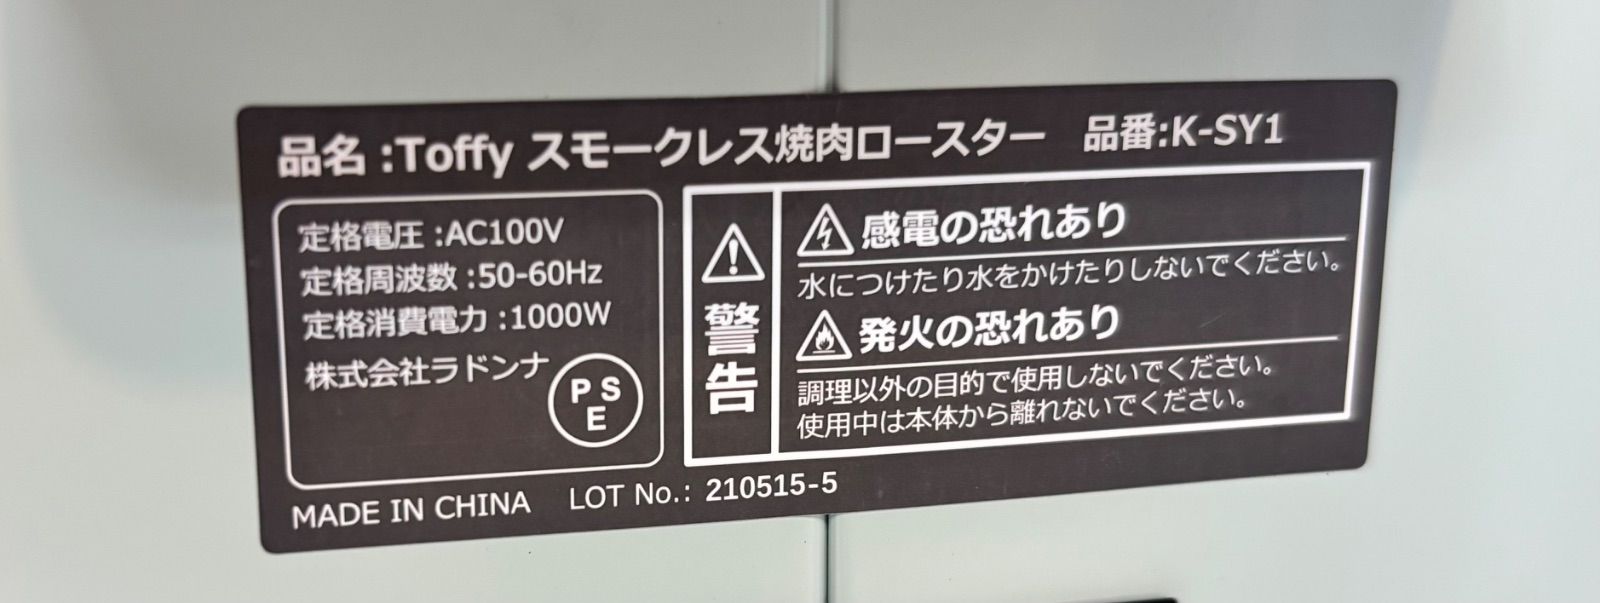 品名 :Toffy スモークレス焼肉ロースター 品番:K-SY1
定格電圧 :AC100V
定格周波数 :50-60Hz
定格消費電力 :1000W
株式会社ラドンナ
PS
E
警告
感電の恐れあり
水につけたり水をかけたりしないでください。
発火の恐れあり
調理以外の目的で使用しないでください。
使用中は本体から離れないでください。
MADE IN CHINA LOT No.: 210515-5